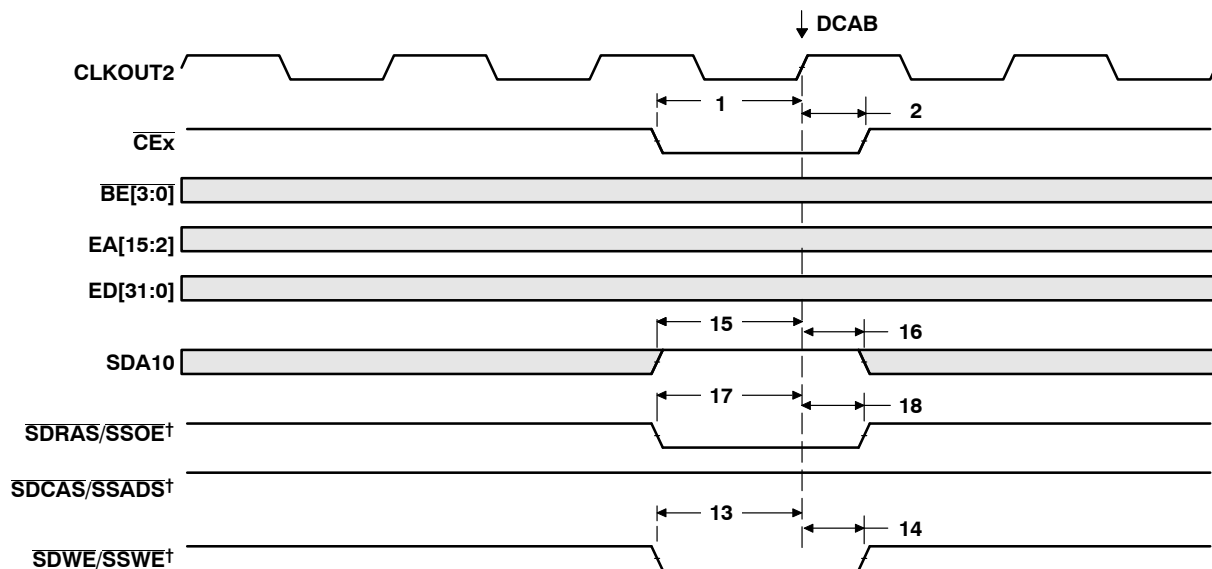 DCAB
CLKOUT2
1
2
CEx
BE[3:0]
EA[15:2]
ED[31:0]
15
16
SDA10
17
18
SDRAS/SSOE†
SDCAS/SSADS†
13
14
SDWE/SSWE†